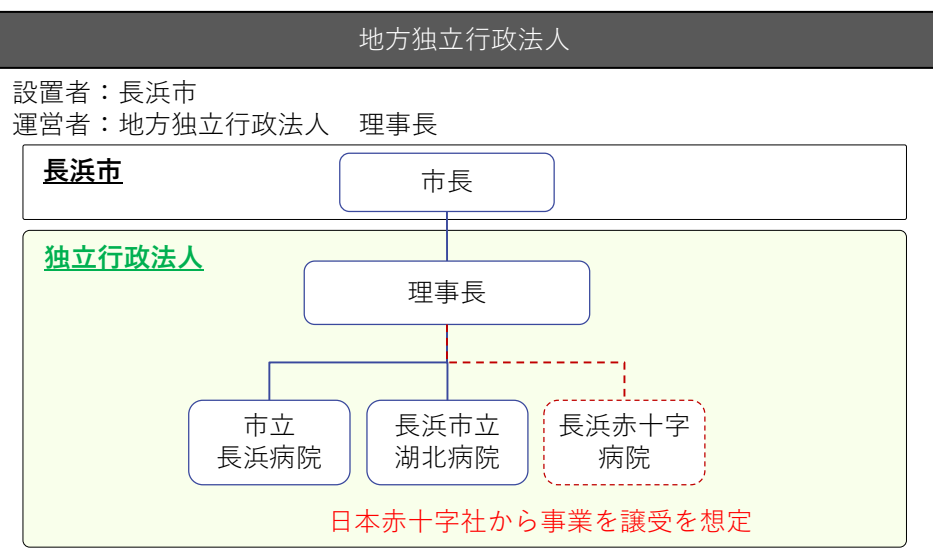 地方独立行政法人
設置者：長浜市
運営者：地方独立行政法人　理事長
長浜市
市長
独立行政法人
理事長
市立
長浜病院
長浜市立
湖北病院
長浜赤十字
病院
日本赤十字社から事業を譲受を想定